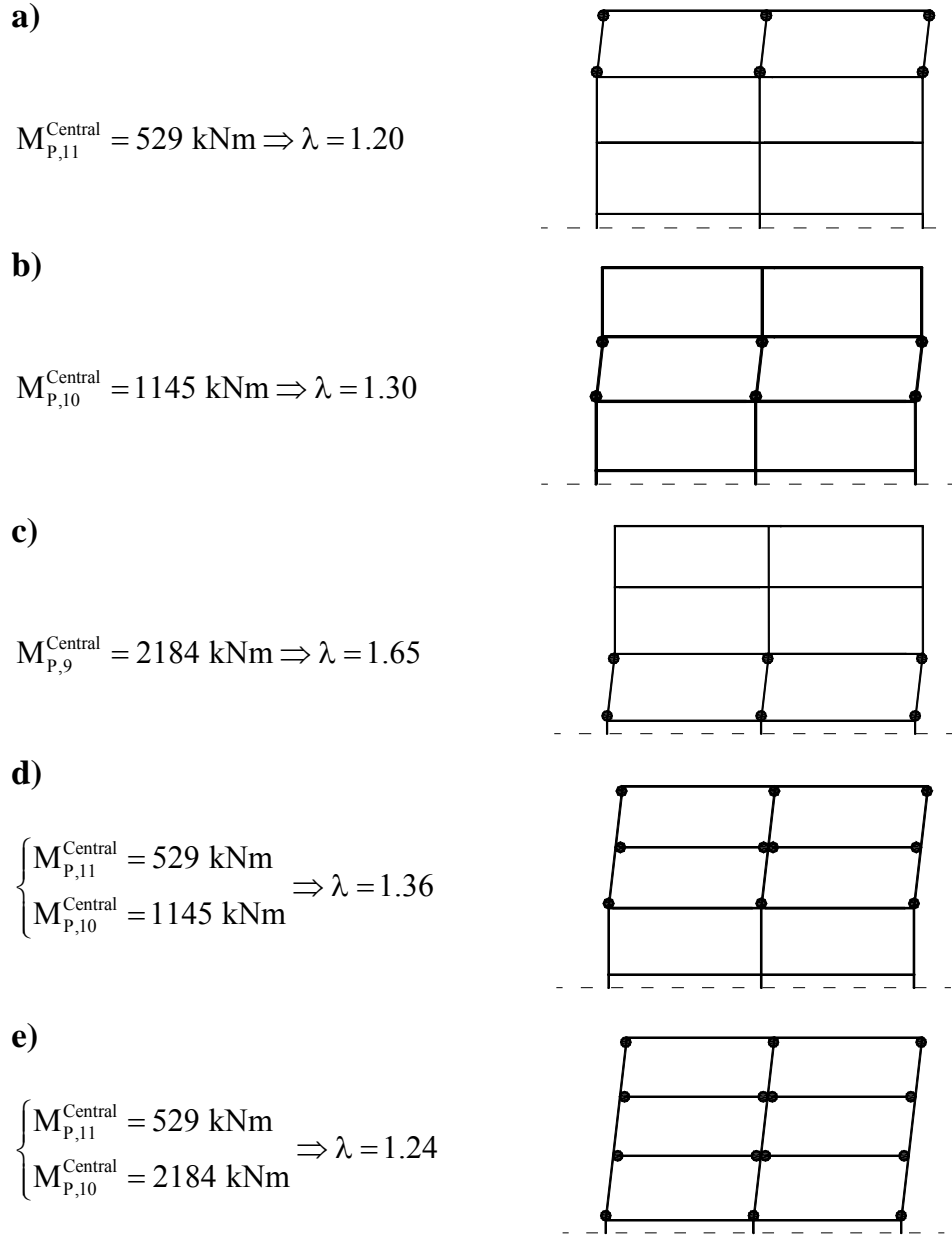 a)
M_{P,11}^{Central} = 529 kNm ⇒ λ = 1.20
b)
M_{P,10}^{Central} = 1145 kNm ⇒ λ = 1.30
c)
M_{P,9}^{Central} = 2184 kNm ⇒ λ = 1.65
d)
{ M_{P,11}^{Central} = 529 kNm
M_{P,10}^{Central} = 1145 kNm ⇒ λ = 1.36
e)
{ M_{P,11}^{Central} = 529 kNm
M_{P,10}^{Central} = 2184 kNm ⇒ λ = 1.24